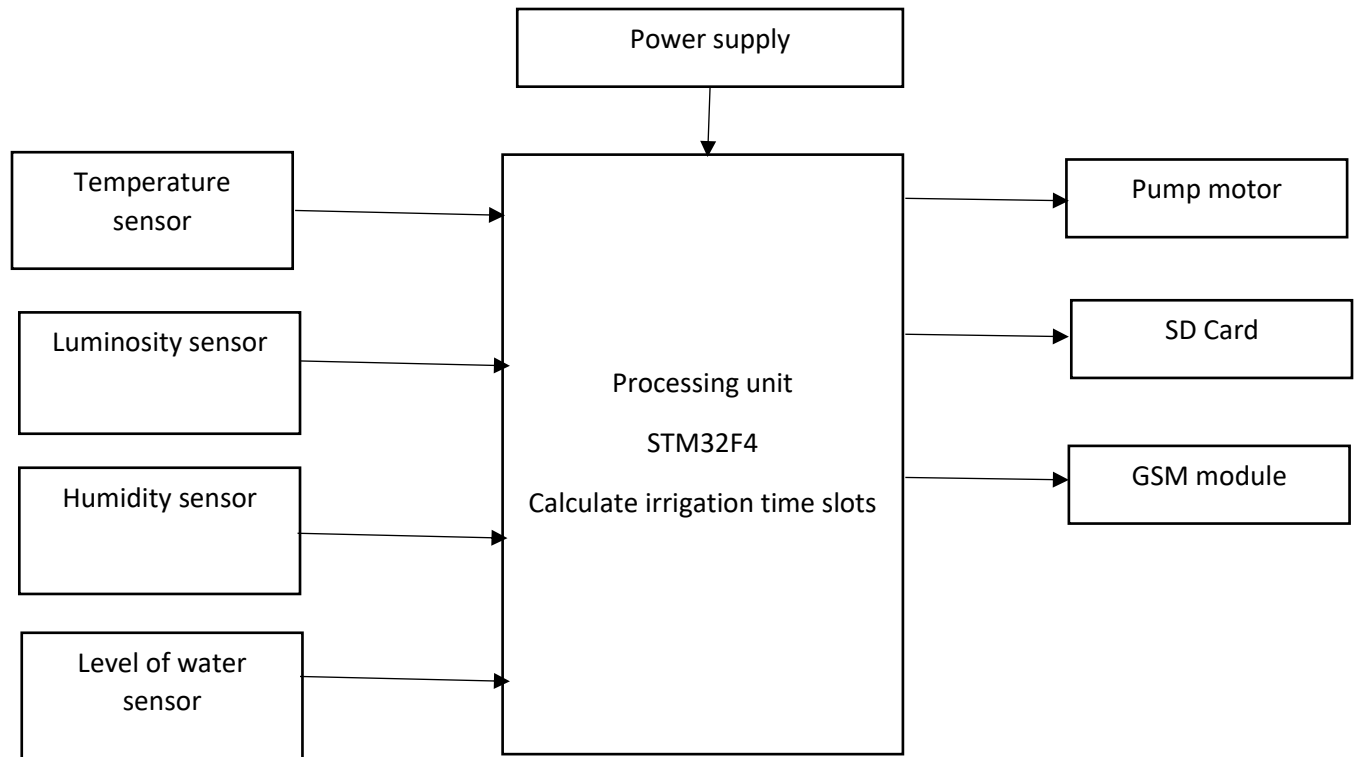 Power supply
Temperature
sensor
Luminosity sensor
Humidity sensor
Level of water
sensor
Processing unit
STM32F4
Calculate irrigation time slots
Pump motor
SD Card
GSM module